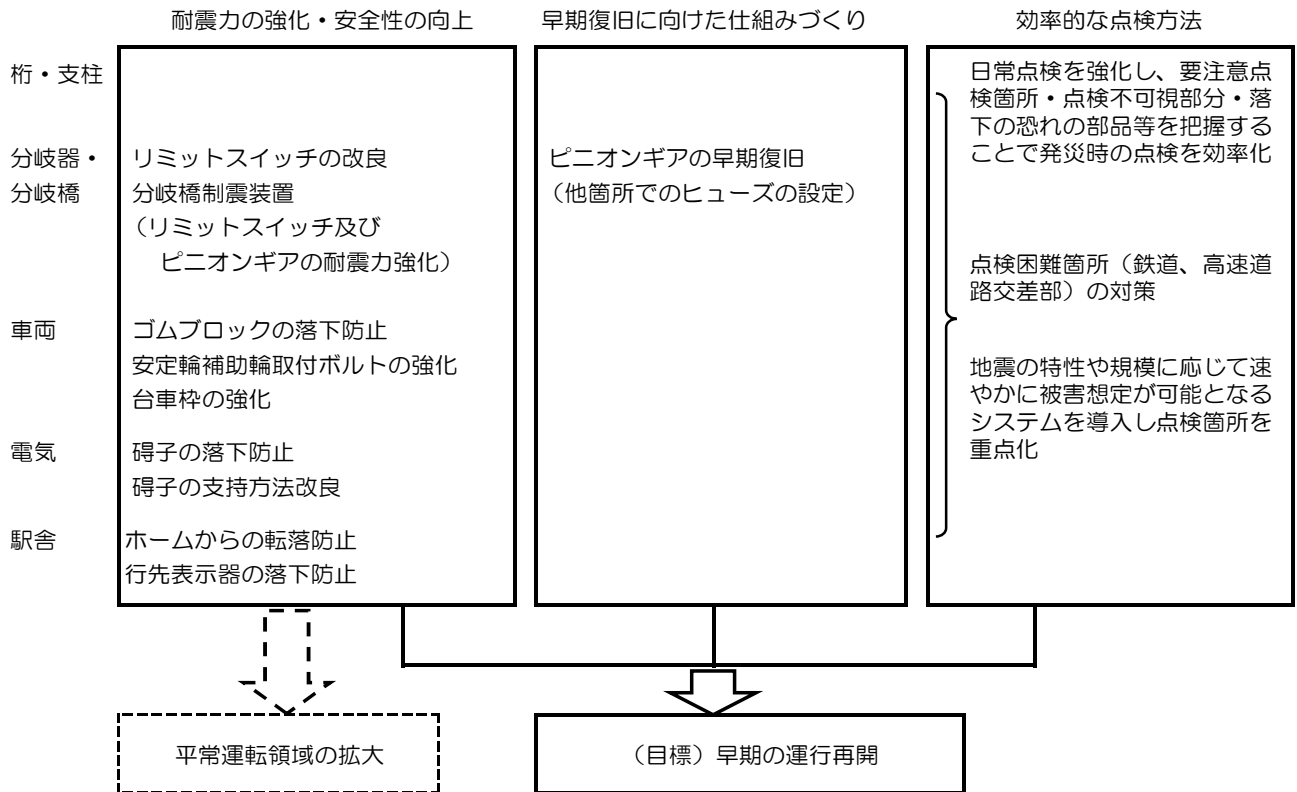 耐震力の強化・安全性の向上
早期復旧に向けた仕組みづくり
効率的な点検方法
桁・支柱
分岐器・
分岐橋
リミットスイッチの改良
分岐橋制震装置
（リミットスイッチ及び
ピニオンギアの耐震力強化）
車両
ゴムブロックの落下防止
安定輪補助輪取付ボルトの強化
台車枠の強化
電気
碍子の落下防止
碍子の支持方法改良
駅舎
ホームからの転落防止
行先表示器の落下防止
ピニオンギアの早期復旧
（他箇所でのヒューズの設定）
日常点検を強化し、要注意点
検箇所・点検不可視部分・落
下の恐れの部品等を把握する
ことで発災時の点検を効率化
点検困難箇所（鉄道、高速道
路交差部）の対策
地震の特性や規模に応じて速
やかに被害想定が可能となる
システムを導入し点検箇所を
重点化
平常運転領域の拡大
（目標）早期の運行再開